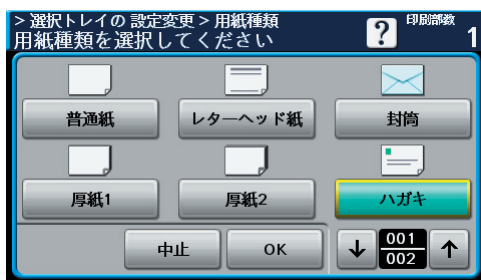 > 選択トレイの 設定変更 > 用紙種類
用紙種類を選択してください
? 印刷部数 1
普通紙 レターヘッド紙 封筒
厚紙1 厚紙2 ハガキ
中止 OK ↓ 001 ↑
002